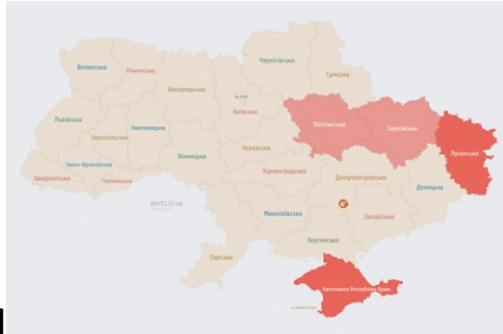 Чернігівська
Волинська
Рівненська
Сумська
Житомирська
Київська
Львівська
Полтавська
Харківська
Тернопільська
Хмельницька
Луганська
Черкаська
Вінницька
Івано-Франківська
Закарпатська
Чернівецька
Кіровоградська
Дніпропетровська
Донецька
alerts.in.ua
Миколаївська
Запорізька
Херсонська
Одеська
Автономна Республіка Крим